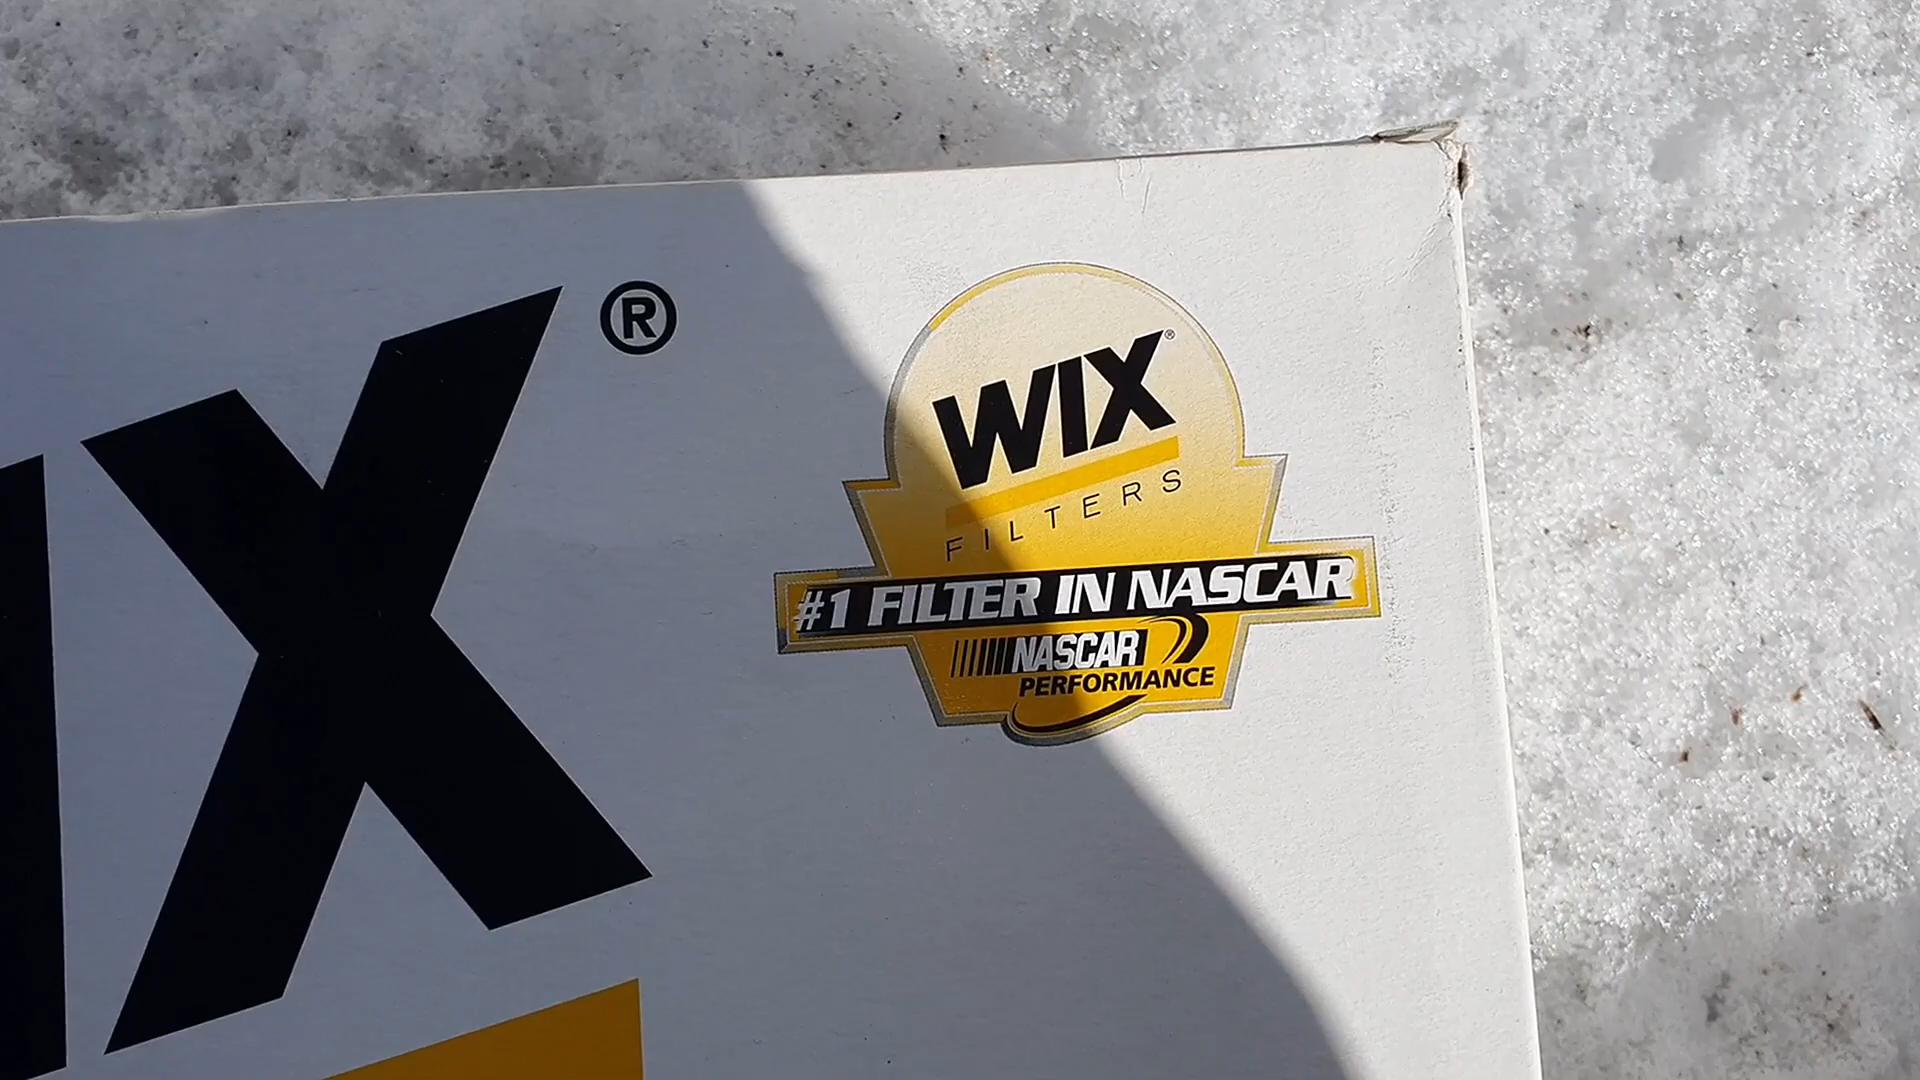 IX®
WIX®
FILTERS
#1 FILTER IN NASCAR
NASCAR
PERFORMANCE